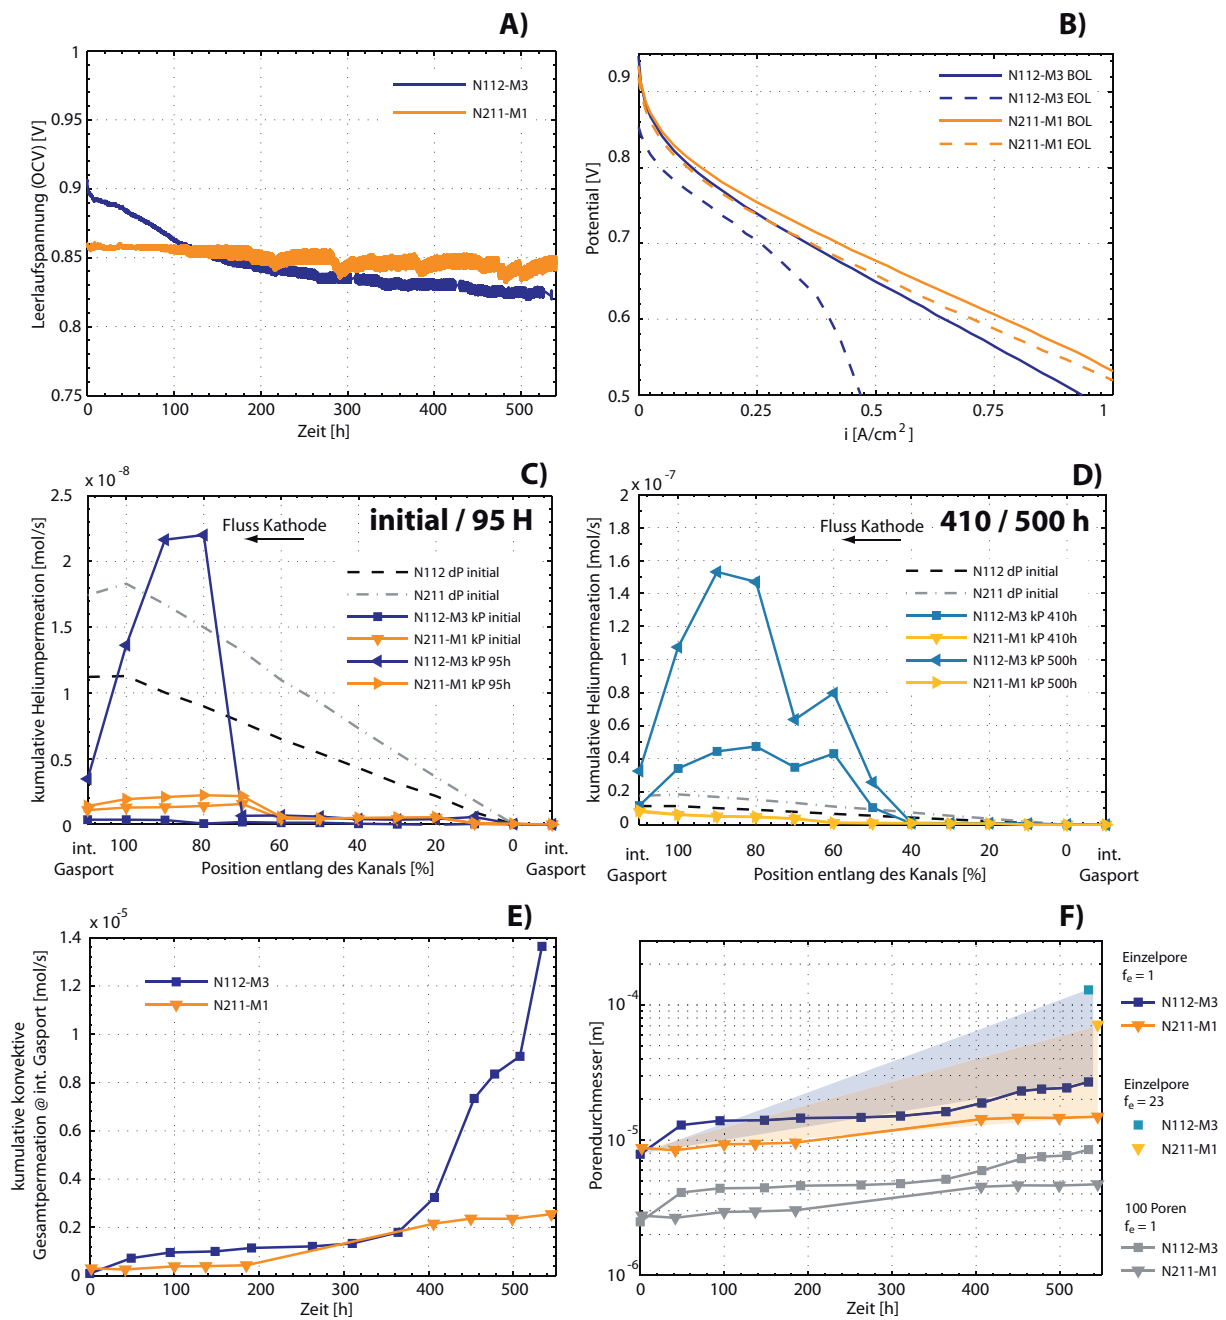 A)
1
0.95
0.9
0.85
0.8
0.75
Leerlaufspannung (OCV) [V]
N112-M3
N211-M1
0 100 200 300 400 500
Zeit [h]
B)
0.9
0.8
0.7
0.6
0.5
Potential [V]
N112-M3 BOL
N112-M3 EOL
N211-M1 BOL
N211-M1 EOL
0 0.25 0.5 0.75 1
i [A/cm²]
C)
x 10⁻⁸
initial / 95 H
2.5
2
1.5
1
0.5
0
kumulative Heliumpermeation [mol/s]
Fluss Kathode
N112 dP initial
N211 dP initial
N112-M3 kP initial
N211-M1 kP initial
N112-M3 kP 95h
N211-M1 kP 95h
int. Gasport 100 80 60 40 20 0 int. Gasport
Position entlang des Kanals [%]
D)
x 10⁻⁷
410 / 500 h
2
1.8
1.6
1.4
1.2
1
0.8
0.6
0.4
0.2
0
kumulative Heliumpermeation [mol/s]
Fluss Kathode
N112 dP initial
N211 dP initial
N112-M3 kP 410h
N211-M1 kP 410h
N112-M3 kP 500h
N211-M1 kP 500h
int. Gasport 100 80 60 40 20 0 int. Gasport
Position entlang des Kanals [%]
E)
x 10⁻⁵
1.4
1.2
1
0.8
0.6
0.4
0.2
0
kumulative konvektive
Gesamtpermeation @ int. Gasport [mol/s]
N112-M3
N211-M1
0 100 200 300 400 500
Zeit [h]
F)
10⁻⁴
10⁻⁵
10⁻⁶
Porendurchmesser [m]
0 100 200 300 400 500
Zeit [h]
Einzelpore
fₑ = 1
N112-M3
N211-M1
Einzelpore
fₑ = 23
N112-M3
N211-M1
100 Poren
fₑ = 1
N112-M3
N211-M1